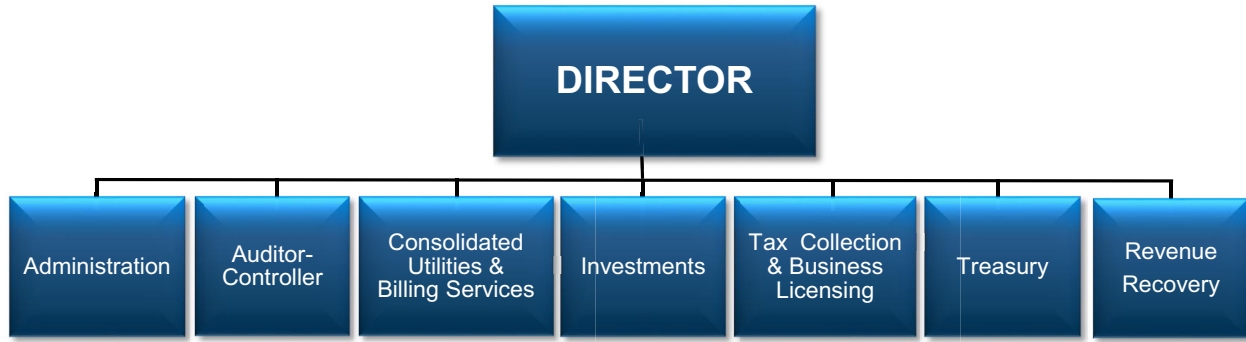 DIRECTOR
Administration
Auditor-
Controller
Consolidated
Utilities &
Billing Services
Investments
Tax Collection
& Business
Licensing
Treasury
Revenue
Recovery